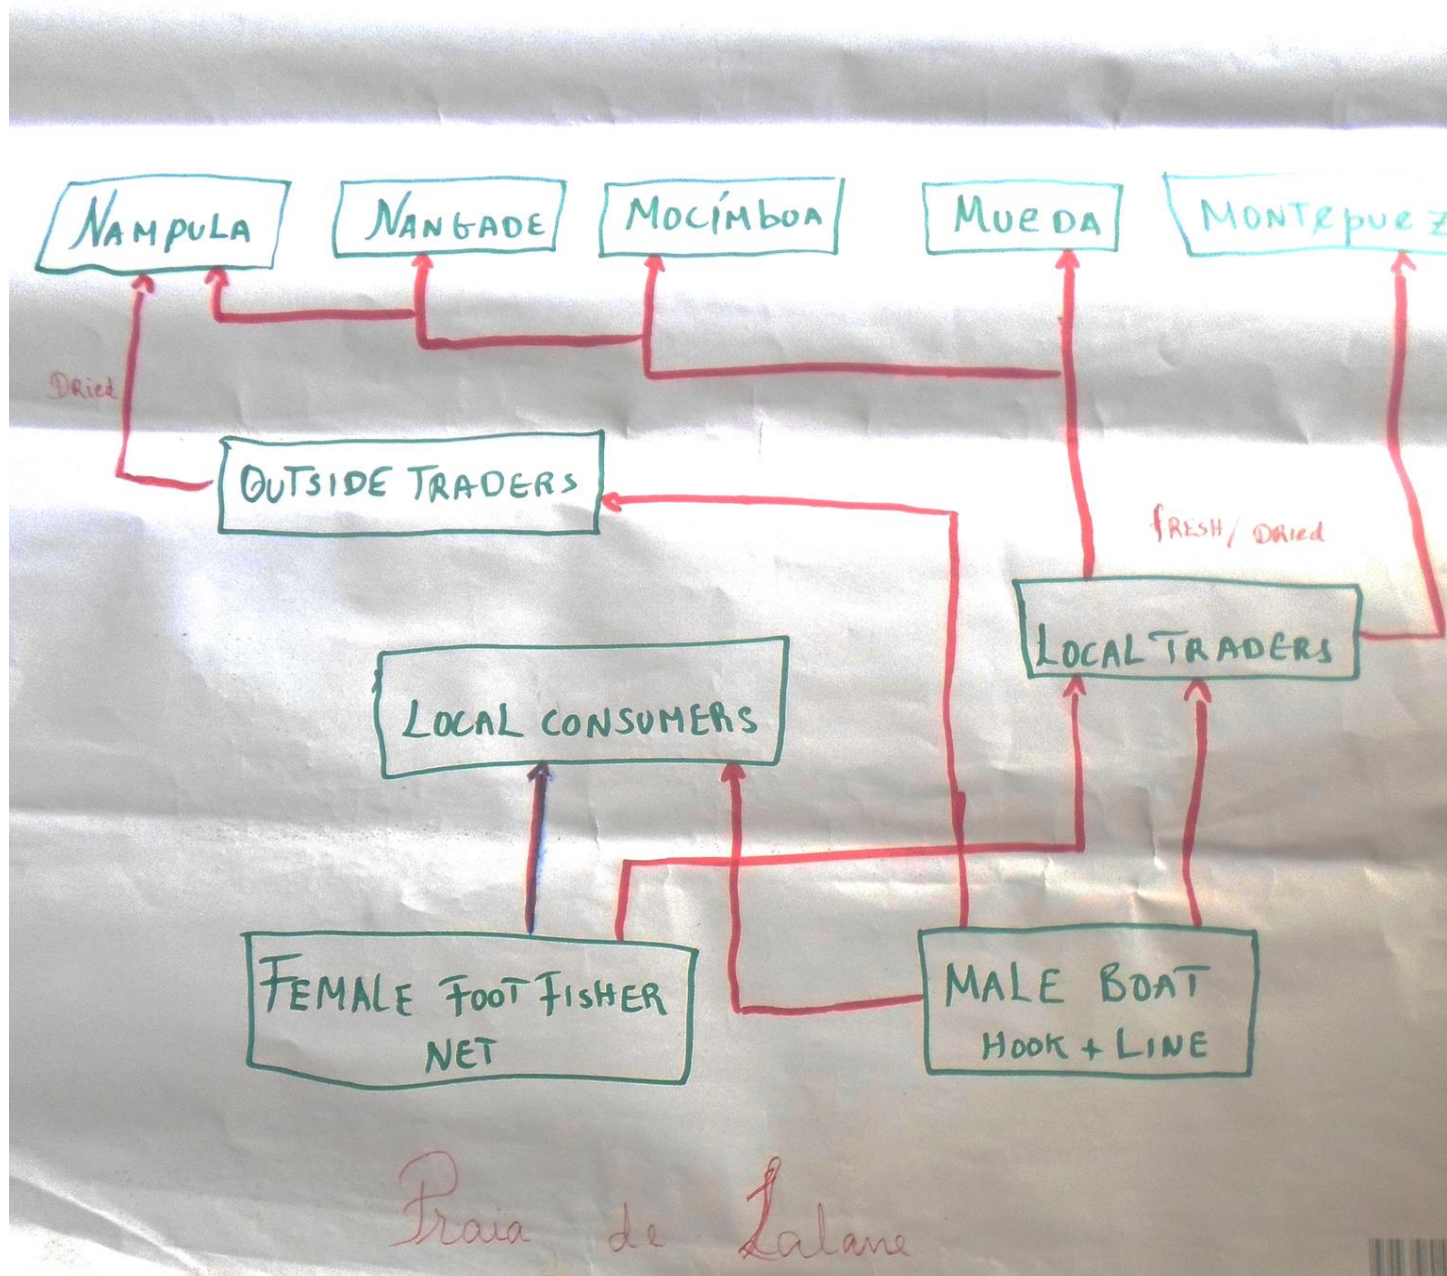 NAMPULA
NANGADE
MOCÍMBOA
MUEDA
MONTEPUEZ
DRied
OUTSIDE TRADERS
fRESH/ DRied
LOCAL TRADERS
LOCAL CONSUMERS
FEMALE FOOT FISHER
NET
MALE BOAT
HOOK + LINE
Praia de Lalane